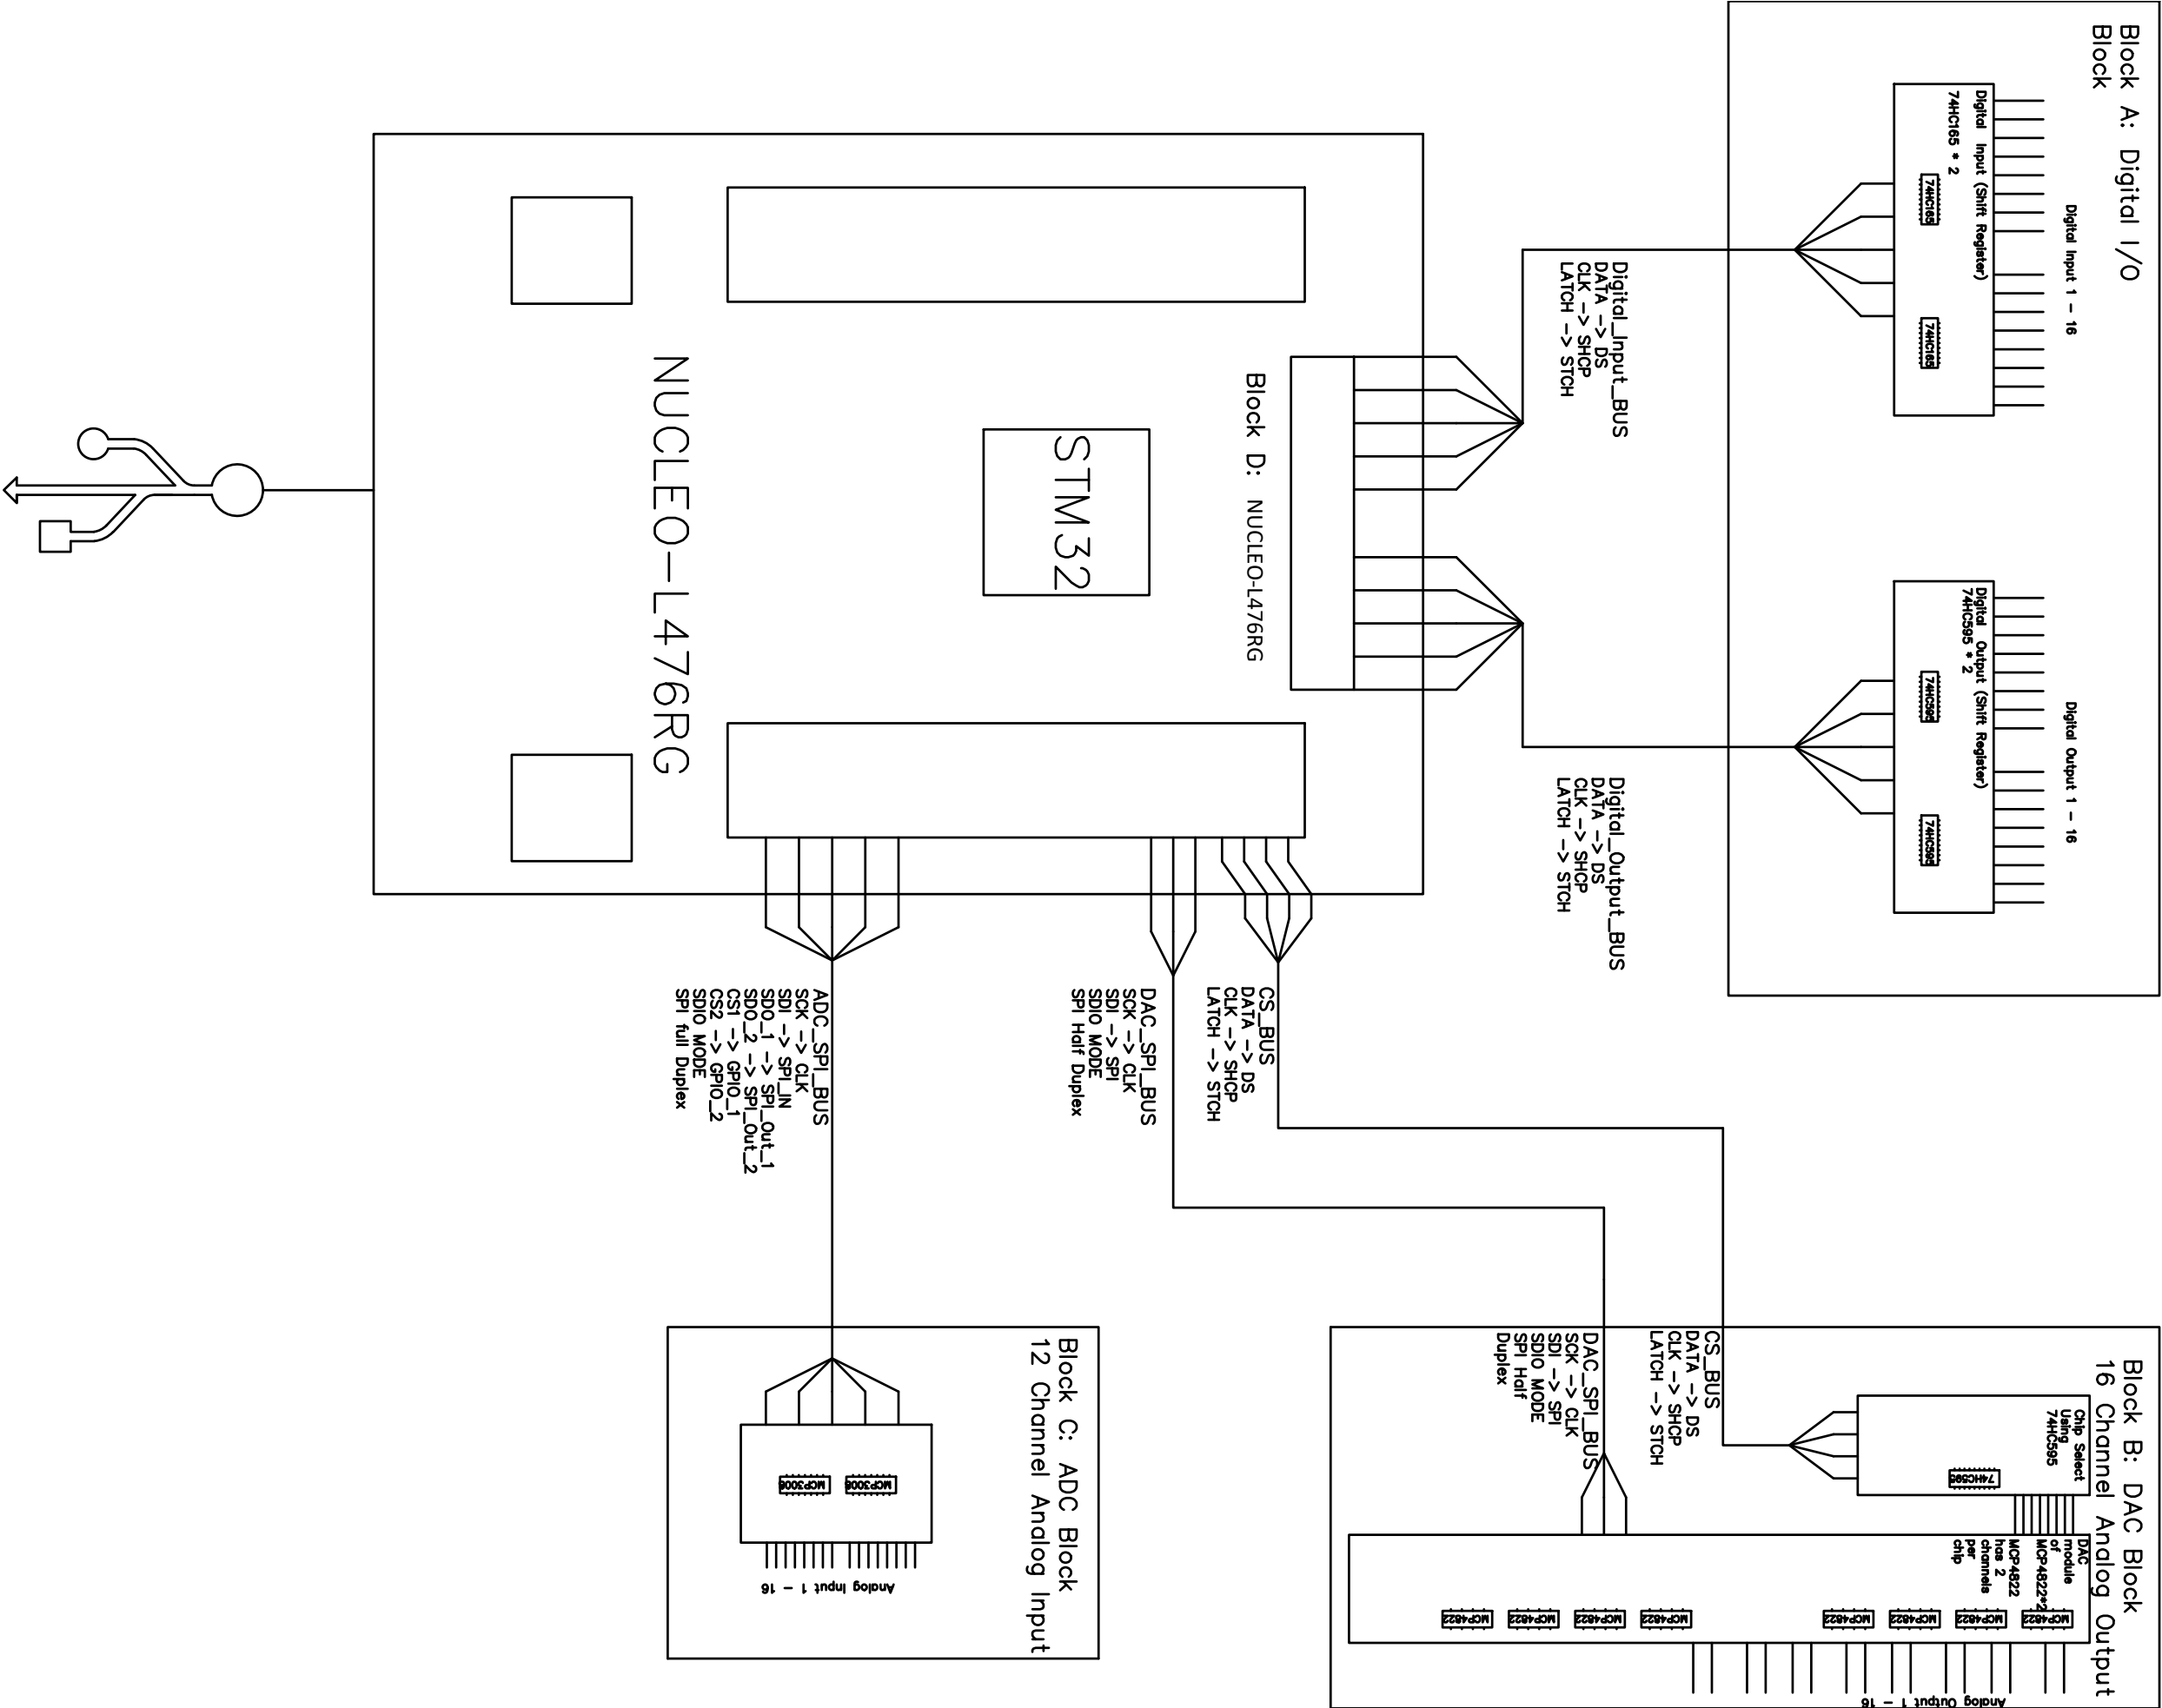 Block A: Digital I/O
Block
Digital Input 1 - 16
Digital Input (Shift Register)
74HC165 * 2
74HC165
74HC165
Digital Output 1 - 16
Digital Output (Shift Register)
74HC595 * 2
74HC595
74HC595
Digital_Input_BUS
DATA -> DS
CLK -> SHCP
LATCH -> STCH
Digital_Output_BUS
DATA -> DS
CLK -> SHCP
LATCH -> STCH
Block D: NUCLEO-L476RG
STM32
NUCLEO-L476RG
CS_BUS
DATA -> DS
CLK -> SHCP
LATCH -> STCH
DAC_SPI_BUS
SCK -> CLK
SDI -> SPI
SDIO MODE
SPI Half Duplex
ADC_SPI_BUS
SCK -> CLK
SDI -> SPI_IN
SDO_1 -> SPI_Out_1
SDO_2 -> SPI_Out_2
CS1 -> GPIO_1
CS2 -> GPIO_2
SDIO MODE
SPI full Duplex
Block B: DAC Block
16 Channel Analog Output
Chip Select
Using
74HC595
74HC595
CS_BUS
DATA -> DS
CLK -> SHCP
LATCH -> STCH
DAC_SPI_BUS
SCK -> CLK
SDI -> SPI
SDIO MODE
SPI Half
Duplex
DAC
module
of
MCP4822*2
MCP4822
has 2
channels
per
chip
MCP4822
MCP4822
MCP4822
MCP4822
MCP4822
MCP4822
MCP4822
MCP4822
Analog Output 1 - 16
Block C: ADC Block
12 Channel Analog Input
MCP3008
MCP3008
Analog Input 1 - 16